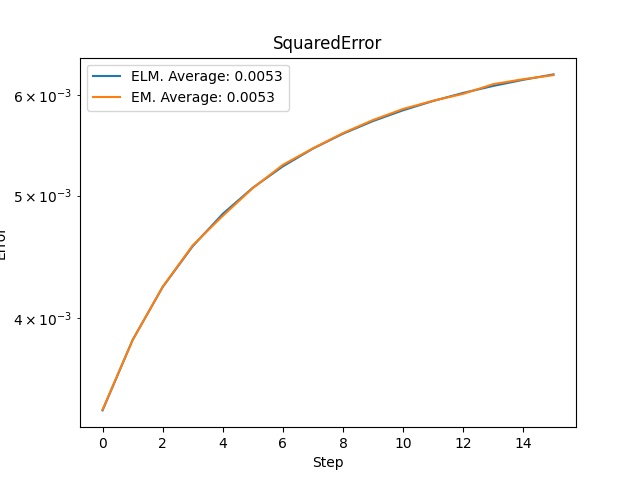 SquaredError
ELM. Average: 0.0053
EM. Average: 0.0053
6 × 10⁻³
5 × 10⁻³
4 × 10⁻³
Error
0 2 4 6 8 10 12 14
Step